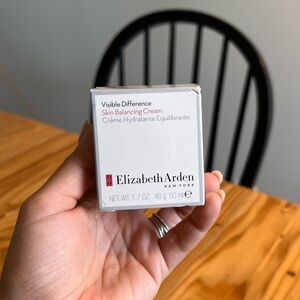 Visible Difference
Skin Balancing Cream
Crème Hydratante Equilibrante
Elizabeth Arden
NEW YORK
NET WT. 1.7 OZ. 48 g 50 ml ℮